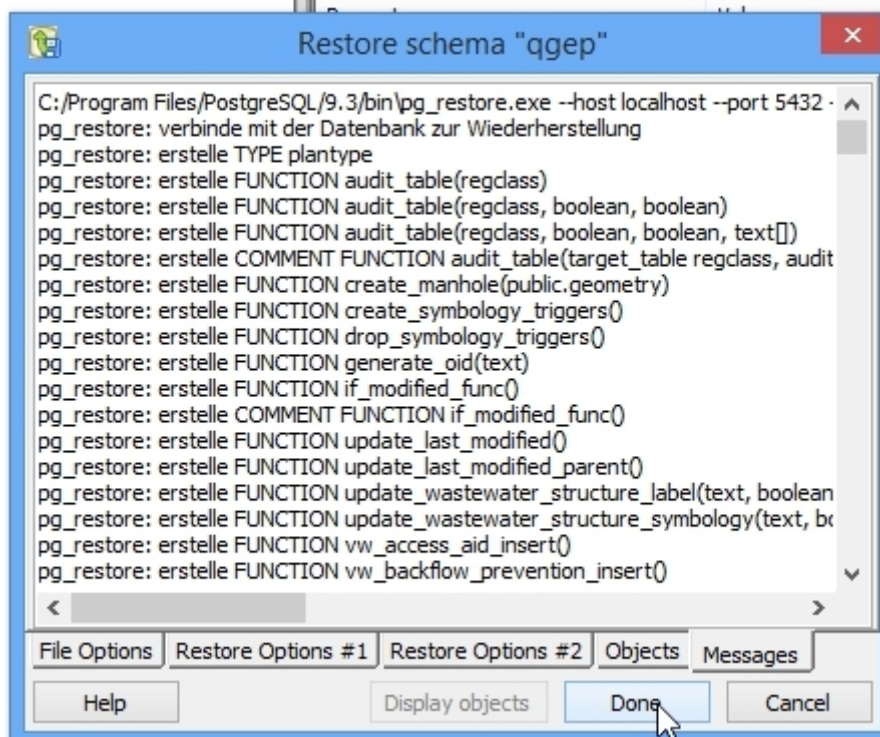 Restore schema "qgep"
C:/Program Files/PostgreSQL/9.3/bin\pg_restore.exe --host localhost --port 5432 -
pg_restore: verbinde mit der Datenbank zur Wiederherstellung
pg_restore: erstelle TYPE plantype
pg_restore: erstelle FUNCTION audit_table(regclass)
pg_restore: erstelle FUNCTION audit_table(regclass, boolean, boolean)
pg_restore: erstelle FUNCTION audit_table(regclass, boolean, boolean, text[])
pg_restore: erstelle COMMENT FUNCTION audit_table(target_table regclass, audit
pg_restore: erstelle FUNCTION create_manhole(public.geometry)
pg_restore: erstelle FUNCTION create_symbology_triggers()
pg_restore: erstelle FUNCTION drop_symbology_triggers()
pg_restore: erstelle FUNCTION generate_oid(text)
pg_restore: erstelle FUNCTION if_modified_func()
pg_restore: erstelle COMMENT FUNCTION if_modified_func()
pg_restore: erstelle FUNCTION update_last_modified()
pg_restore: erstelle FUNCTION update_last_modified_parent()
pg_restore: erstelle FUNCTION update_wastewater_structure_label(text, boolean
pg_restore: erstelle FUNCTION update_wastewater_structure_symbology(text, bo
pg_restore: erstelle FUNCTION vw_access_aid_insert()
pg_restore: erstelle FUNCTION vw_backflow_prevention_insert()
File Options Restore Options #1 Restore Options #2 Objects Messages
Help Display objects Done Cancel